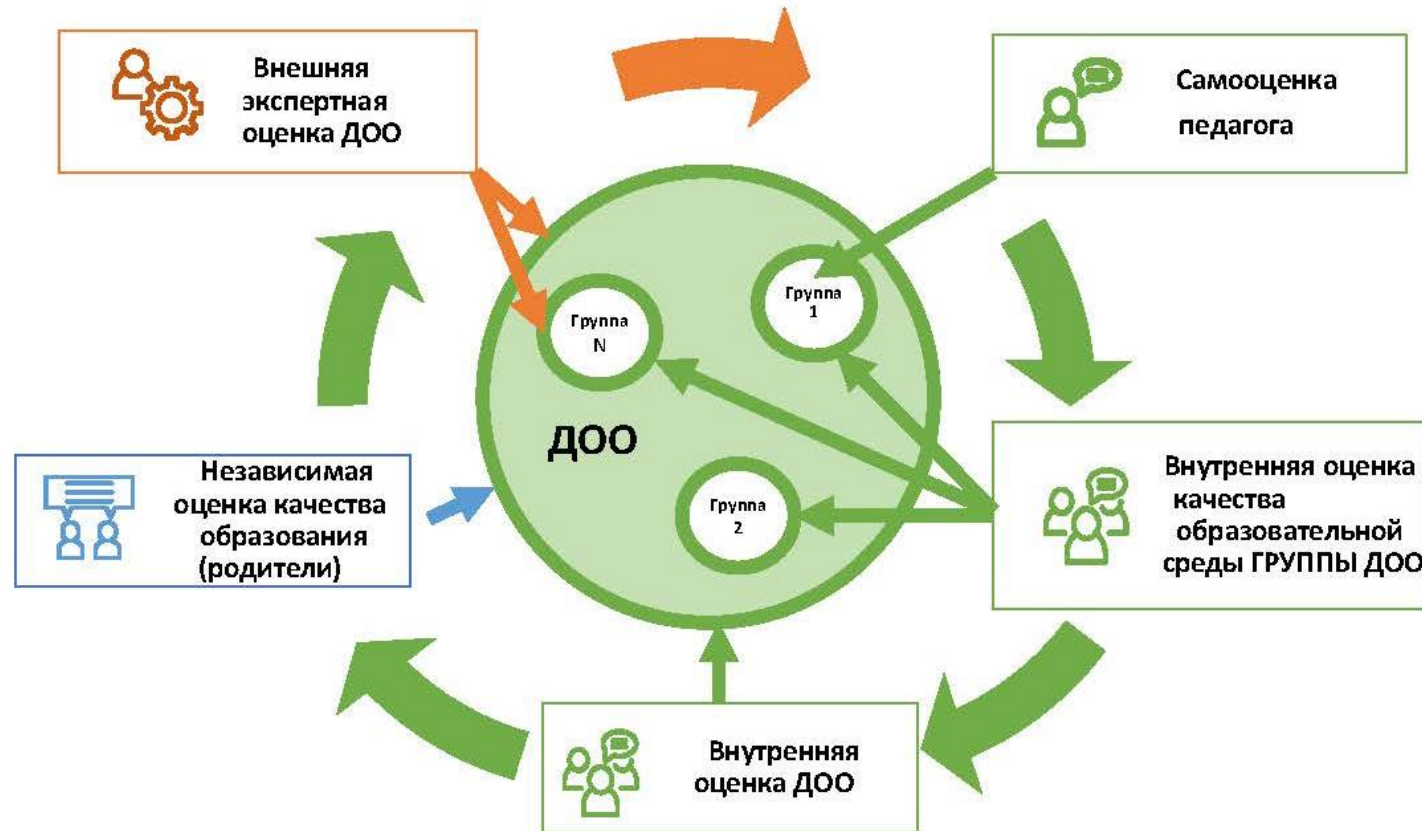 Внешняя
экспертная
оценка ДОО
Самооценка
педагога
Группа
1
Группа
N
ДОО
Группа
2
Независимая
оценка качества
образования
(родители)
Внутренняя оценка
качества
образовательной
среды ГРУППЫ ДОО
Внутренняя
оценка ДОО